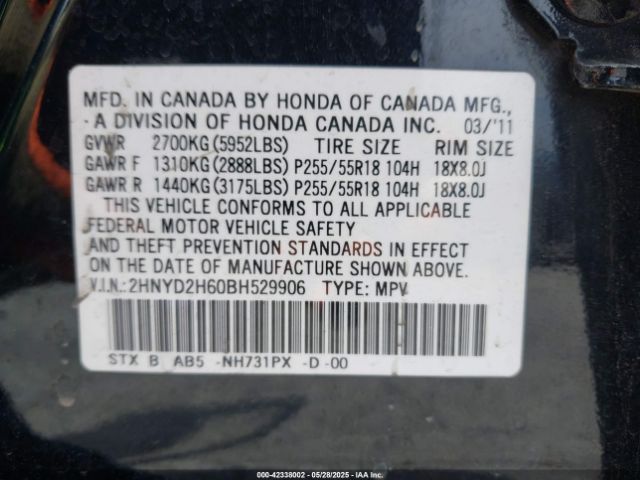 MFD. IN CANADA BY HONDA OF CANADA MFG.,
A DIVISION OF HONDA CANADA INC. 03/'11
GVWR 2700KG(5952LBS) TIRE SIZE RIM SIZE
GAWR F 1310KG(2888LBS) P255/55R18 104H 18X8.0J
GAWR R 1440KG(3175LBS) P255/55R18 104H 18X8.0J
THIS VEHICLE CONFORMS TO ALL APPLICABLE
FEDERAL MOTOR VEHICLE SAFETY
AND THEFT PREVENTION STANDARDS IN EFFECT
ON THE DATE OF MANUFACTURE SHOWN ABOVE.
V.I.N.:2HNYD2H60BH529906 TYPE: MPV
STX B AB5 -NH731PX -D -00
000-42338002 - 05/28/2025 - IAA Inc.